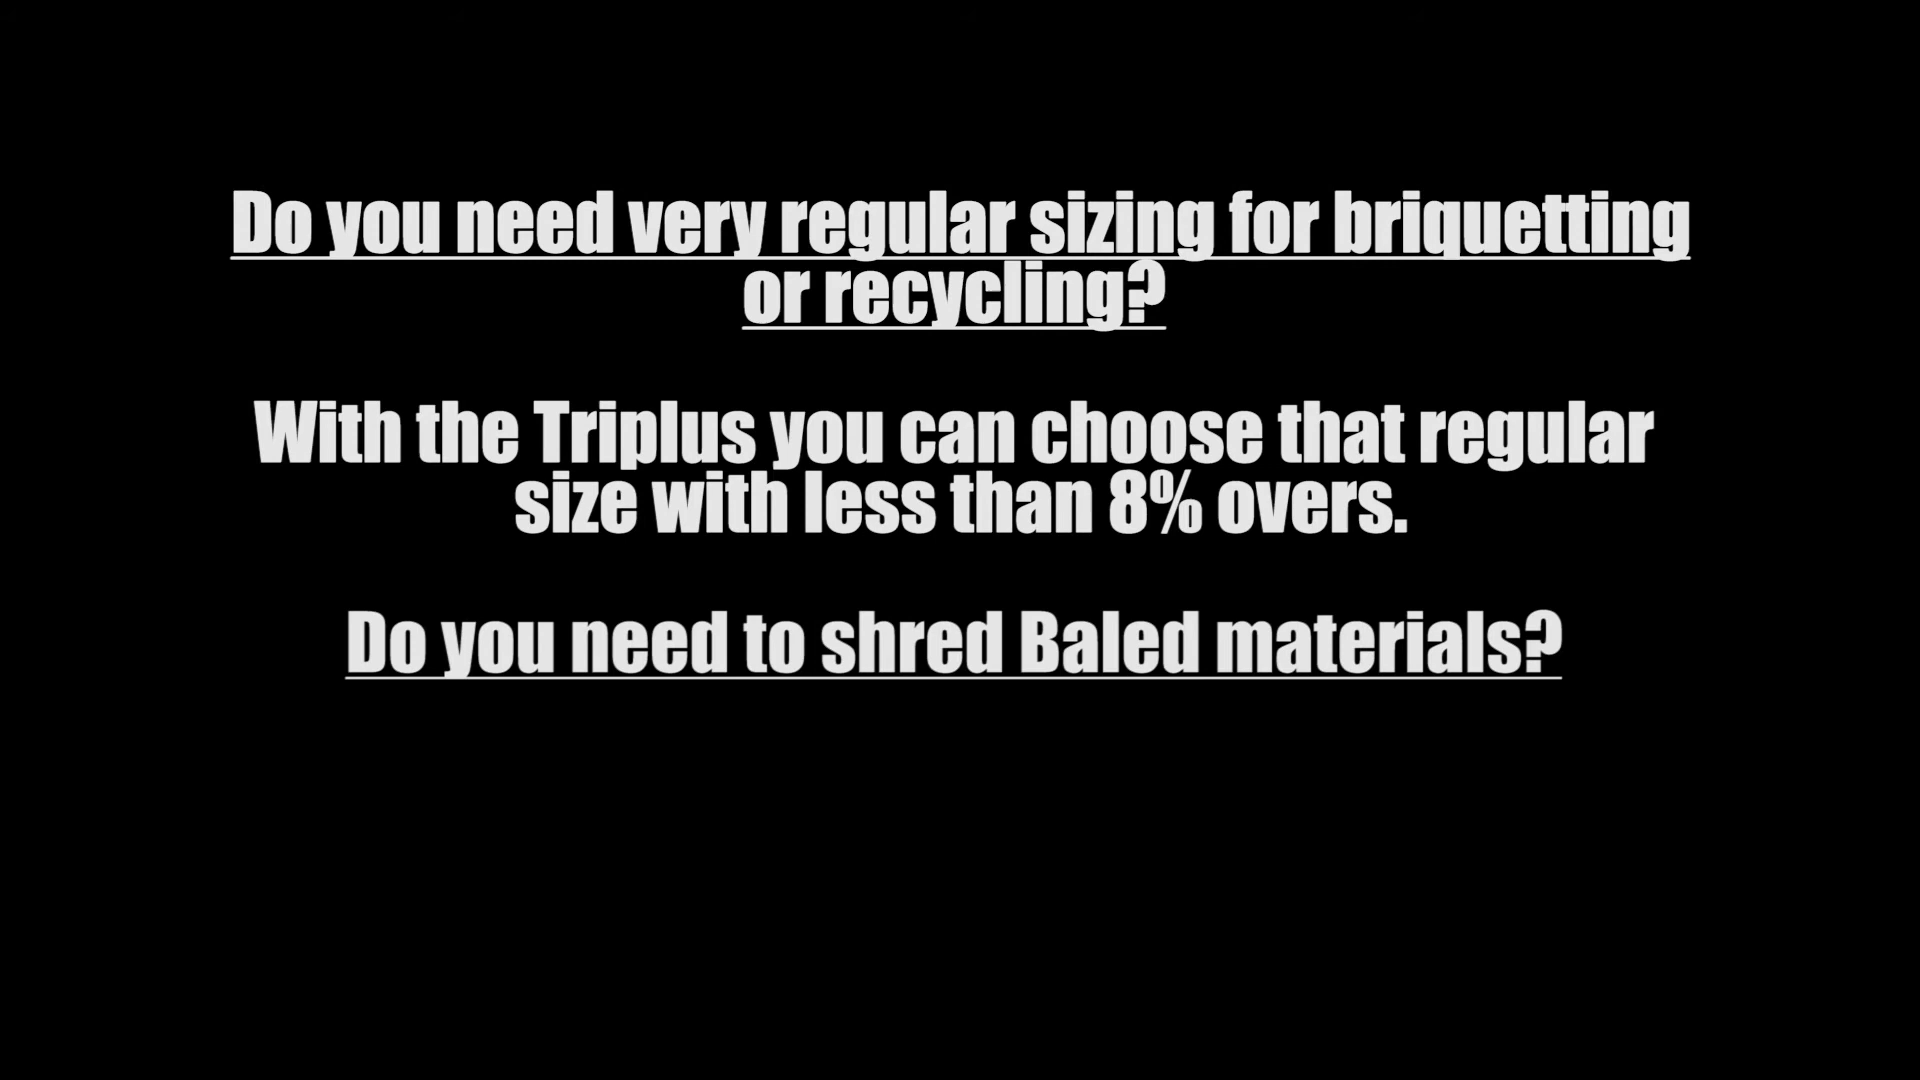 Do you need very regular sizing for briquetting
or recycling?
With the Triplus you can choose that regular
size with less than 8% overs.
Do you need to shred Baled materials?